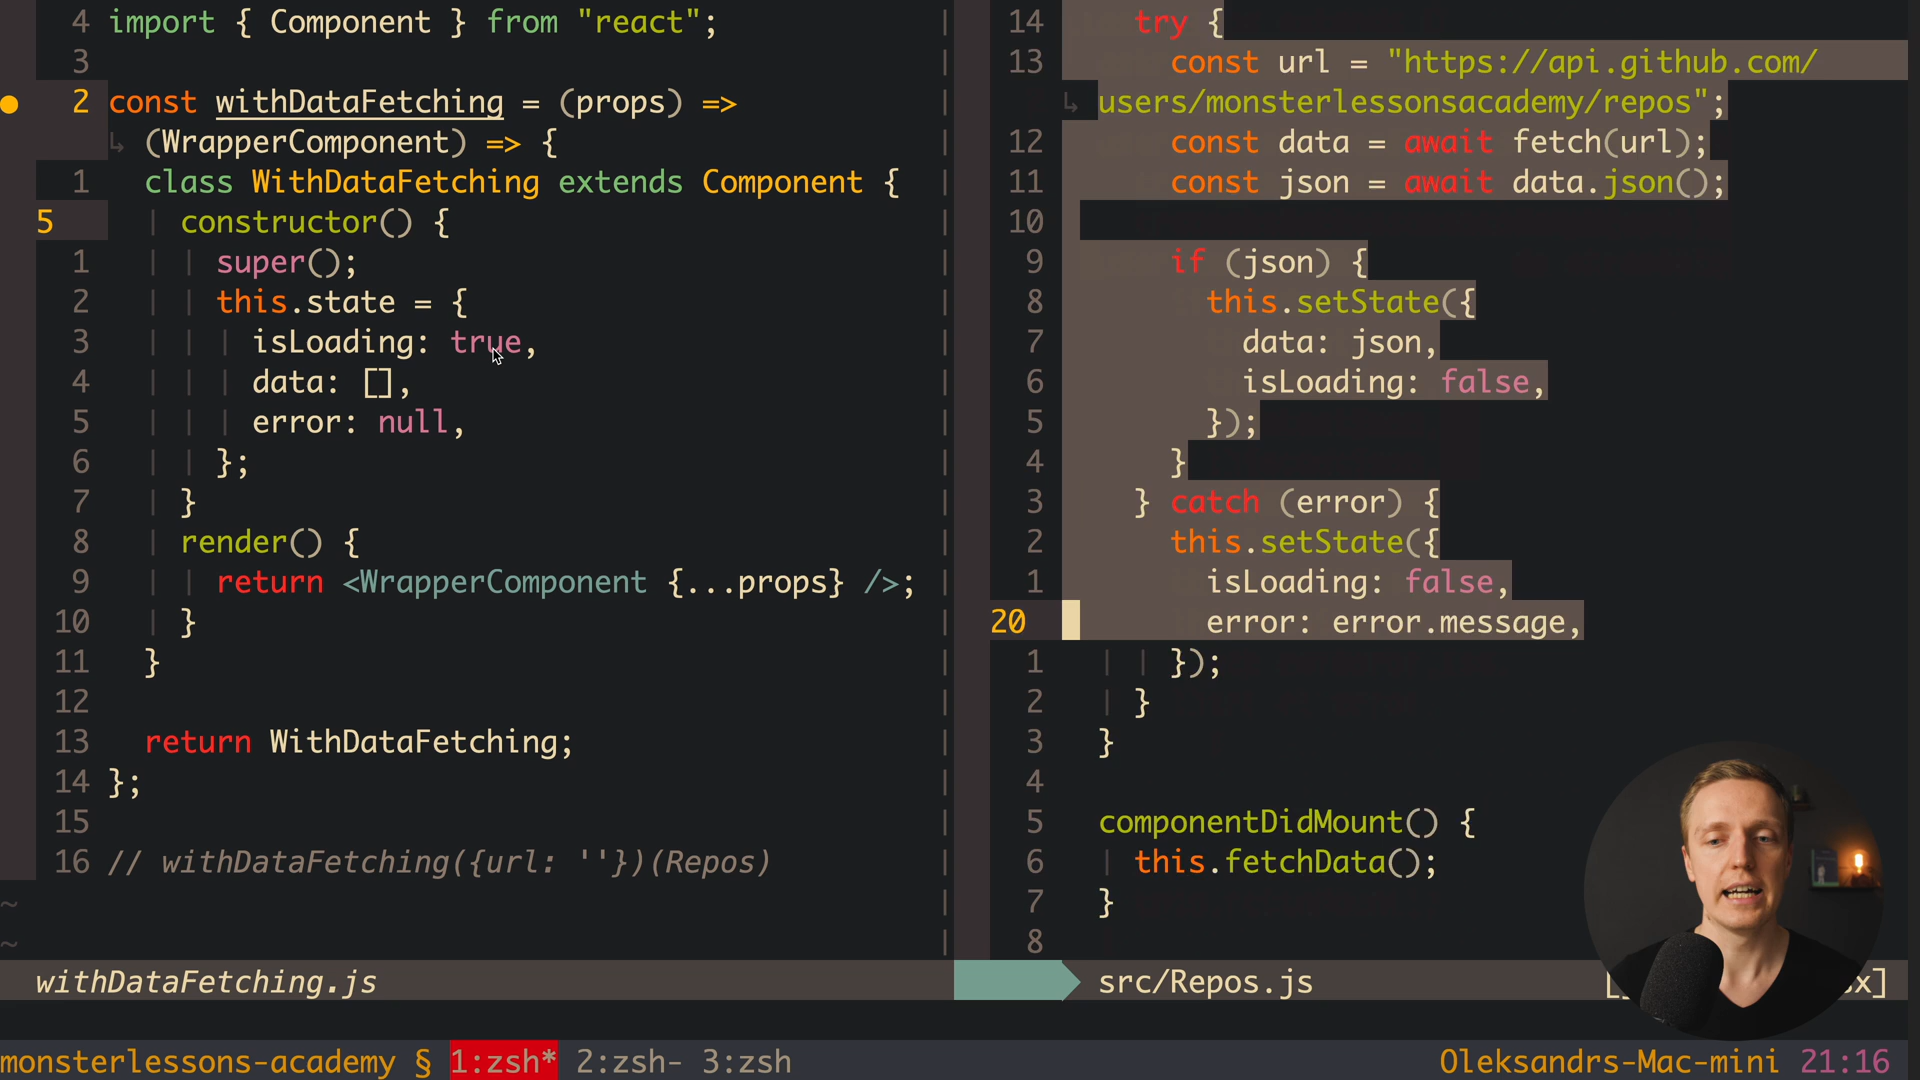 4 import { Component } from "react";
3
2 const withDataFetching = (props) =>
↳ (WrapperComponent) => {
1 class WithDataFetching extends Component {
5 constructor() {
1 super();
2 this.state = {
3 isLoading: true,
4 data: [],
5 error: null,
6 };
7 }
8 render() {
9 return <WrapperComponent {...props} />;
10 }
11 }
12
13 return WithDataFetching;
14 };
15
16 // withDataFetching({url: ''})(Repos)
~
~
withDataFetching.js
14 try {
13 const url = "https://api.github.com/
↳ users/monsterlessonsacademy/repos";
12 const data = await fetch(url);
11 const json = await data.json();
10
9 if (json) {
8 this.setState({
7 data: json,
6 isLoading: false,
5 });
4 }
3 } catch (error) {
2 this.setState({
1 isLoading: false,
20 error: error.message,
1 });
2 }
3 }
4
5 componentDidMount() {
6 this.fetchData();
7 }
8
src/Repos.js
monsterlessons-academy § 1:zsh* 2:zsh- 3:zsh
Oleksandrs-Mac-mini 21:16